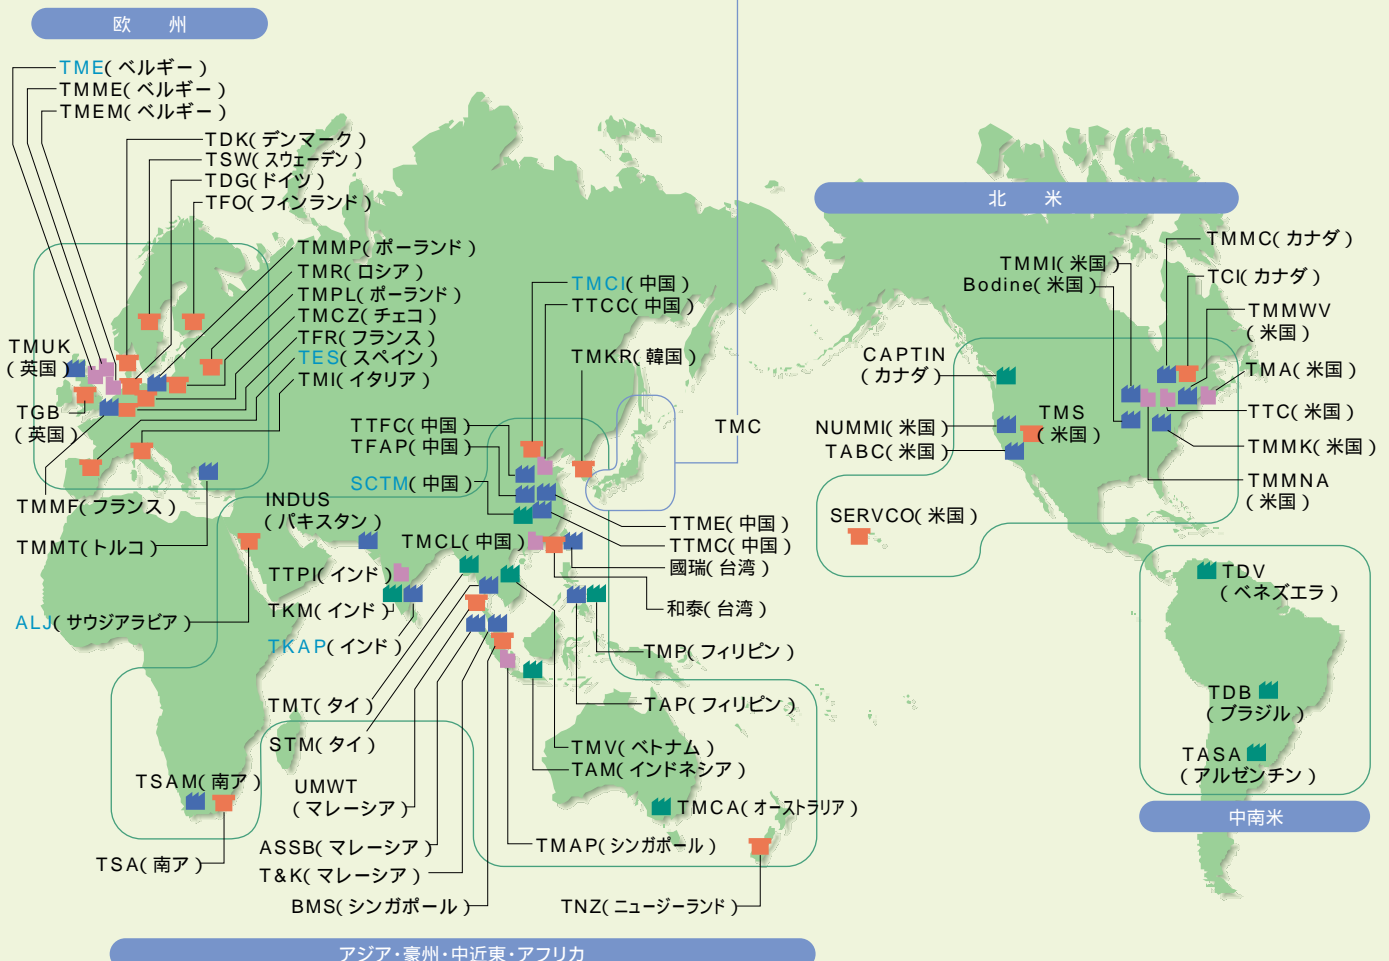 欧　州
TME(ベルギー)
TMME(ベルギー)
TMEM(ベルギー)
TDK(デンマーク)
TSW(スウェーデン)
TDG(ドイツ)
TFO(フィンランド)
TMMP(ポーランド)
TMR(ロシア)
TMPL(ポーランド)
TMCZ(チェコ)
TFR(フランス)
TES(スペイン)
TMI(イタリア)
TMUK
(英国)
TGB
(英国)
TMMF(フランス)
TMMT(トルコ)
ALJ(サウジアラビア)
INDUS
(パキスタン)
TTPI(インド)
TKM(インド)
TKAP(インド)
TMT(タイ)
STM(タイ)
UMWT
(マレーシア)
ASSB(マレーシア)
T&K(マレーシア)
BMS(シンガポール)
TSAM(南ア)
TSA(南ア)
TMCI(中国)
TTCC(中国)
TMKR(韓国)
TTFC(中国)
TFAP(中国)
SCTM(中国)
TMCL(中国)
TMC
TTME(中国)
TTMC(中国)
國瑞(台湾)
和泰(台湾)
TMP(フィリピン)
TAP(フィリピン)
TMV(ベトナム)
TAM(インドネシア)
TMCA(オーストラリア)
TMAP(シンガポール)
TNZ(ニュージーランド)
アジア・豪州・中近東・アフリカ
北　米
TMMC(カナダ)
TMMI(米国)
TCI(カナダ)
Bodine(米国)
TMMWV
(米国)
CAPTIN
(カナダ)
TMA(米国)
TMS
(米国)
TTC(米国)
NUMMI(米国)
TABC(米国)
TMMK(米国)
TMMNA
(米国)
SERVCO(米国)
TDV
(ベネズエラ)
TDB
(ブラジル)
TASA
(アルゼンチン)
中南米